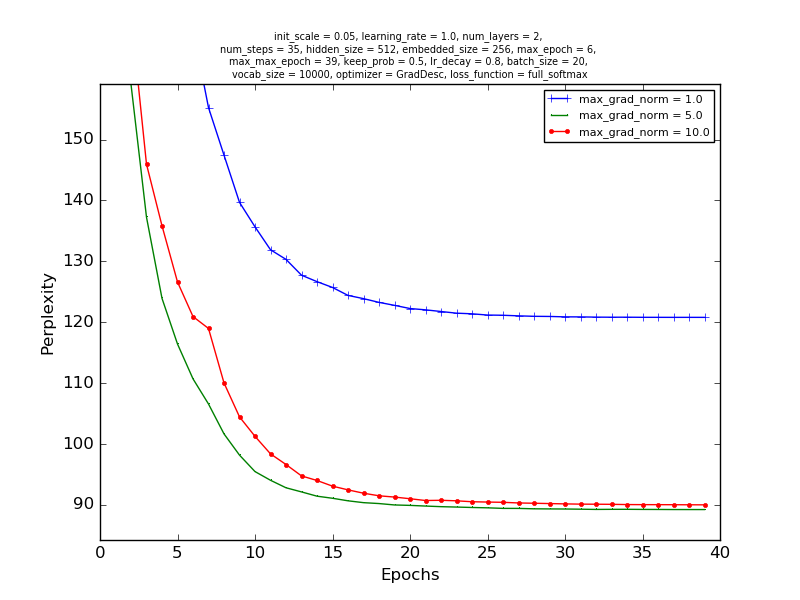 init_scale = 0.05, learning_rate = 1.0, num_layers = 2,
num_steps = 35, hidden_size = 512, embedded_size = 256, max_epoch = 6,
max_max_epoch = 39, keep_prob = 0.5, lr_decay = 0.8, batch_size = 20,
vocab_size = 10000, optimizer = GradDesc, loss_function = full_softmax
max_grad_norm = 1.0
max_grad_norm = 5.0
max_grad_norm = 10.0
150
140
130
120
110
100
90
Perplexity
0 5 10 15 20 25 30 35 40
Epochs